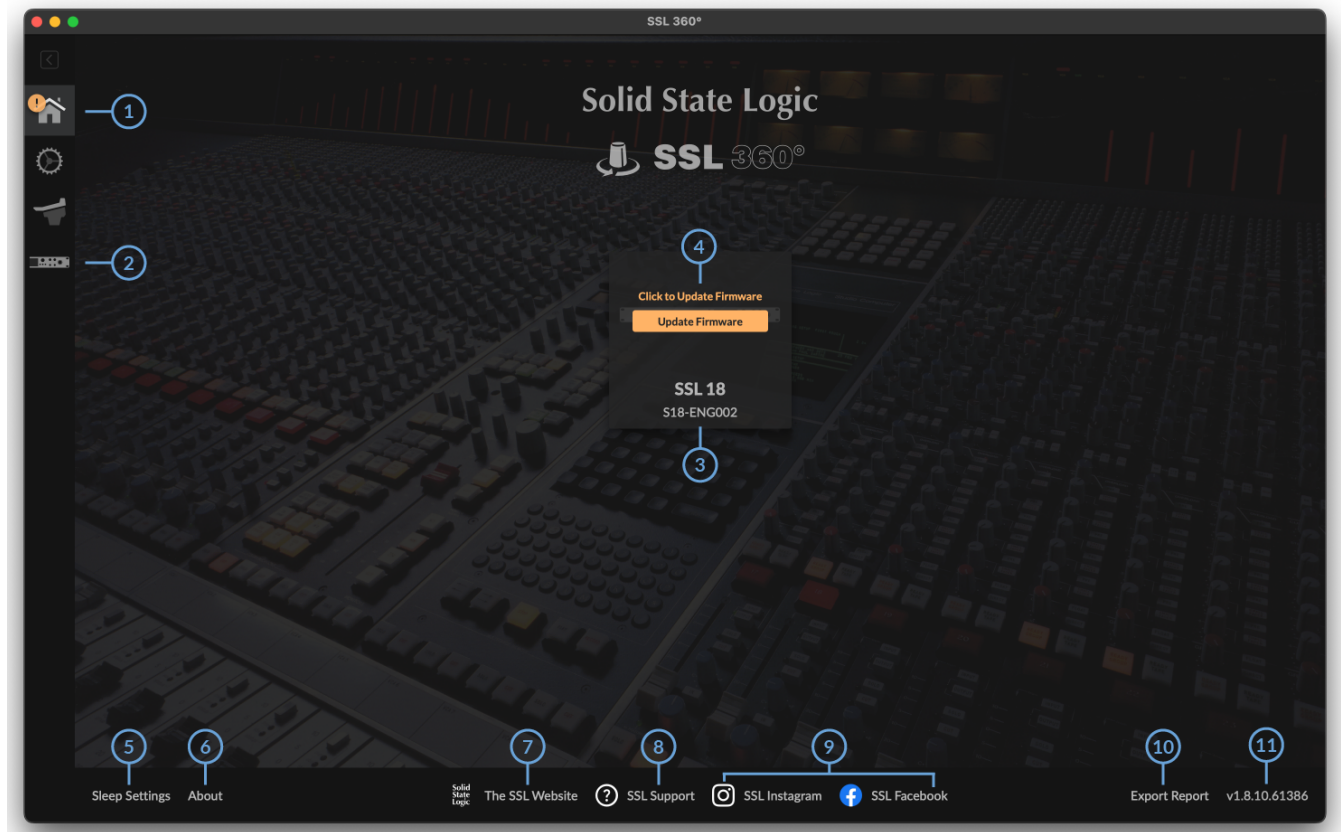 SSL 360°
!
1
Solid State Logic
SSL 360°
2
4
Click to Update Firmware
Update Firmware
SSL 18
S18-ENG002
3
5 6 7 8 9 10 11
Sleep Settings About Solid State Logic The SSL Website ? SSL Support SSL Instagram f SSL Facebook Export Report v1.8.10.61386